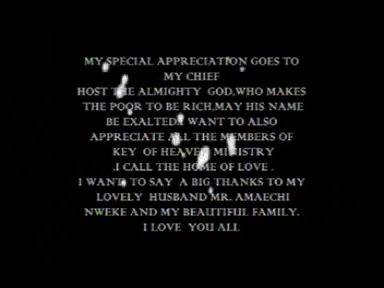 MY SPECIAL APPRECIATION GOES TO
MY CHIEF
HOST THE ALMIGHTY GOD,WHO MAKES
THE POOR TO BE RICH,MAY HIS NAME
BE EXALTED WANT TO ALSO
APPRECIATE ALL THE MEMBERS OF
KEY OF HEAVEN MINISTRY
.I CALL THE HOME OF LOVE .
I WANT TO SAY A BIG THANKS TO MY
LOVELY HUSBAND MR. AMAECHI
NWEKE AND MY BEAUTIFUL FAMILY.
I LOVE YOU ALL